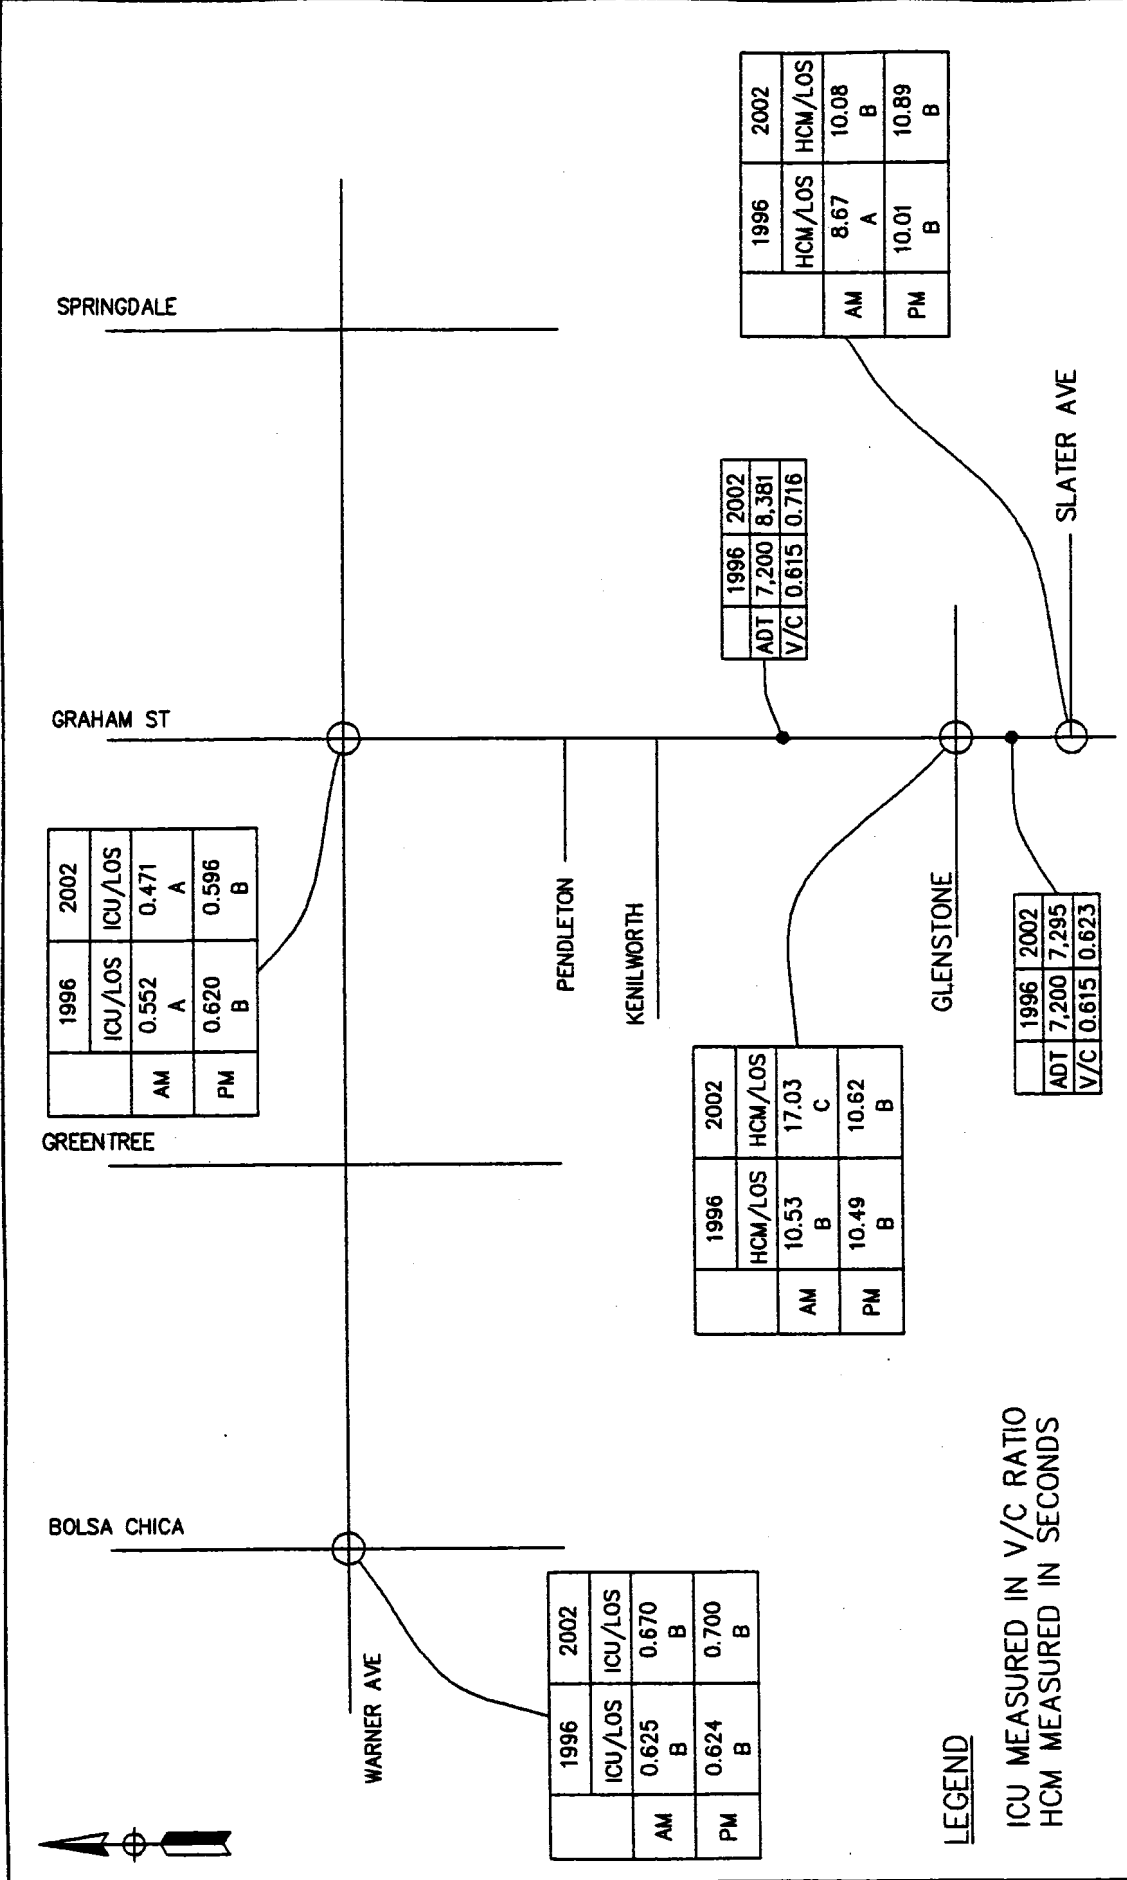 BOLSA CHICA
GREENTREE
GRAHAM ST
SPRINGDALE
WARNER AVE
1996 2002
ICU/LOS ICU/LOS
AM 0.552 0.471
A A
PM 0.620 0.596
B B
1996 2002
ICU/LOS ICU/LOS
AM 0.625 0.670
B B
PM 0.624 0.700
B B
PENDLETON
KENILWORTH
1996 2002
HCM/LOS HCM/LOS
AM 10.53 17.03
B C
PM 10.49 10.62
B B
1996 2002
ADT 7,200 8,381
V/C 0.615 0.716
1996 2002
HCM/LOS HCM/LOS
AM 8.67 10.08
A B
PM 10.01 10.89
B B
GLENSTONE
SLATER AVE
1996 2002
ADT 7,200 7,295
V/C 0.615 0.623
LEGEND
ICU MEASURED IN V/C RATIO
HCM MEASURED IN SECONDS